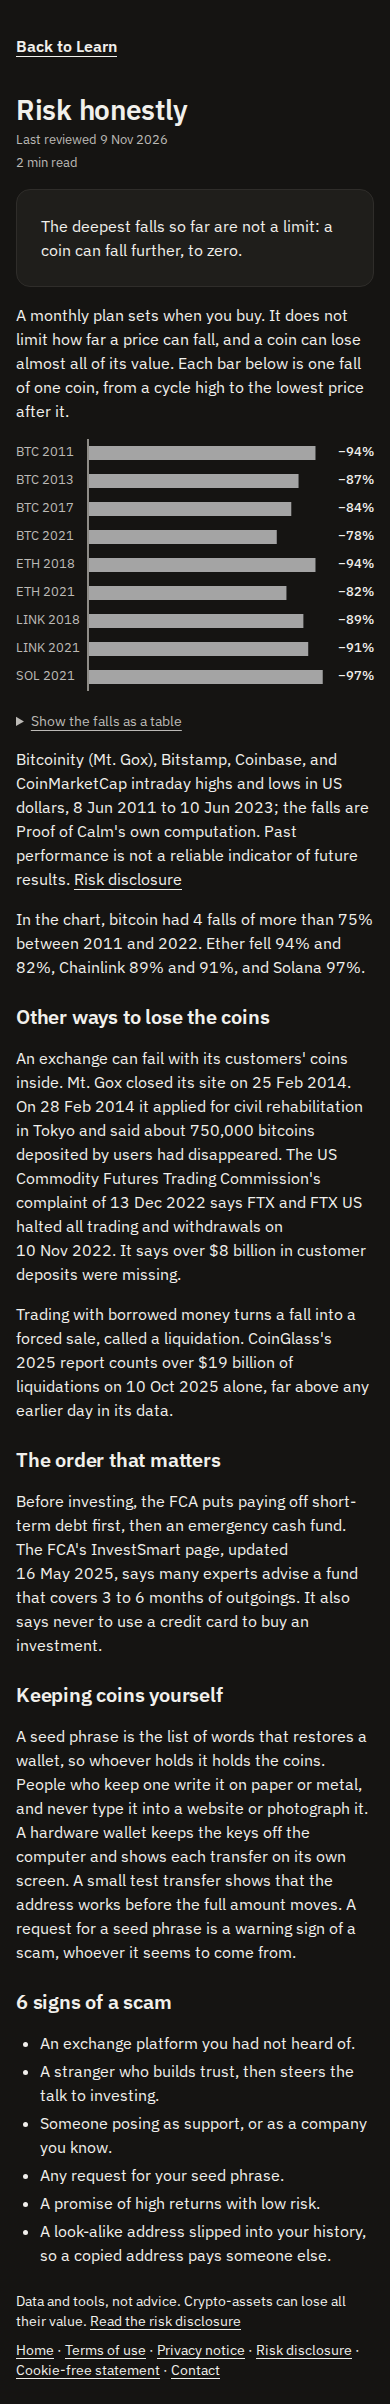 Back to Learn
Risk honestly
Last reviewed 9 Nov 2026
2 min read
The deepest falls so far are not a limit: a
coin can fall further, to zero.
A monthly plan sets when you buy. It does not
limit how far a price can fall, and a coin can lose
almost all of its value. Each bar below is one fall
of one coin, from a cycle high to the lowest price
after it.
BTC 2011 −94%
BTC 2013 −87%
BTC 2017 −84%
BTC 2021 −78%
ETH 2018 −94%
ETH 2021 −82%
LINK 2018 −89%
LINK 2021 −91%
SOL 2021 −97%
Show the falls as a table
Bitcoinity (Mt. Gox), Bitstamp, Coinbase, and
CoinMarketCap intraday highs and lows in US
dollars, 8 Jun 2011 to 10 Jun 2023; the falls are
Proof of Calm's own computation. Past
performance is not a reliable indicator of future
results. Risk disclosure
In the chart, bitcoin had 4 falls of more than 75%
between 2011 and 2022. Ether fell 94% and
82%, Chainlink 89% and 91%, and Solana 97%.
Other ways to lose the coins
An exchange can fail with its customers' coins
inside. Mt. Gox closed its site on 25 Feb 2014.
On 28 Feb 2014 it applied for civil rehabilitation
in Tokyo and said about 750,000 bitcoins
deposited by users had disappeared. The US
Commodity Futures Trading Commission's
complaint of 13 Dec 2022 says FTX and FTX US
halted all trading and withdrawals on
10 Nov 2022. It says over $8 billion in customer
deposits were missing.
Trading with borrowed money turns a fall into a
forced sale, called a liquidation. CoinGlass's
2025 report counts over $19 billion of
liquidations on 10 Oct 2025 alone, far above any
earlier day in its data.
The order that matters
Before investing, the FCA puts paying off short-
term debt first, then an emergency cash fund.
The FCA's InvestSmart page, updated
16 May 2025, says many experts advise a fund
that covers 3 to 6 months of outgoings. It also
says never to use a credit card to buy an
investment.
Keeping coins yourself
A seed phrase is the list of words that restores a
wallet, so whoever holds it holds the coins.
People who keep one write it on paper or metal,
and never type it into a website or photograph it.
A hardware wallet keeps the keys off the
computer and shows each transfer on its own
screen. A small test transfer shows that the
address works before the full amount moves. A
request for a seed phrase is a warning sign of a
scam, whoever it seems to come from.
6 signs of a scam
• An exchange platform you had not heard of.
• A stranger who builds trust, then steers the
talk to investing.
• Someone posing as support, or as a company
you know.
• Any request for your seed phrase.
• A promise of high returns with low risk.
• A look-alike address slipped into your history,
so a copied address pays someone else.
Data and tools, not advice. Crypto-assets can lose all
their value. Read the risk disclosure
Home · Terms of use · Privacy notice · Risk disclosure ·
Cookie-free statement · Contact